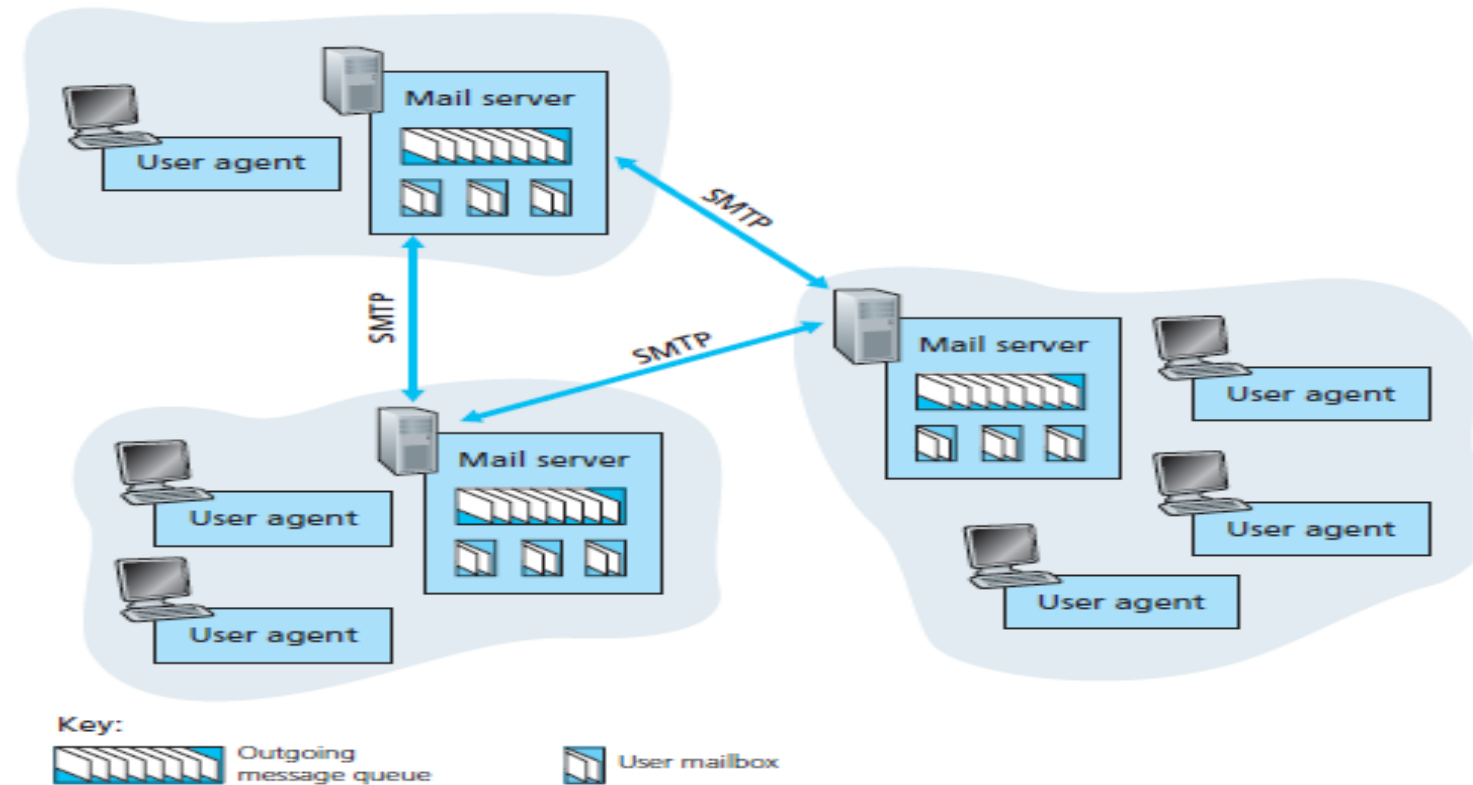 Mail server
User agent
SMTP
SMTP
SMTP
Mail server
User agent
Mail server
User agent
User agent
User agent
User agent
Key:
Outgoing
message queue
User mailbox